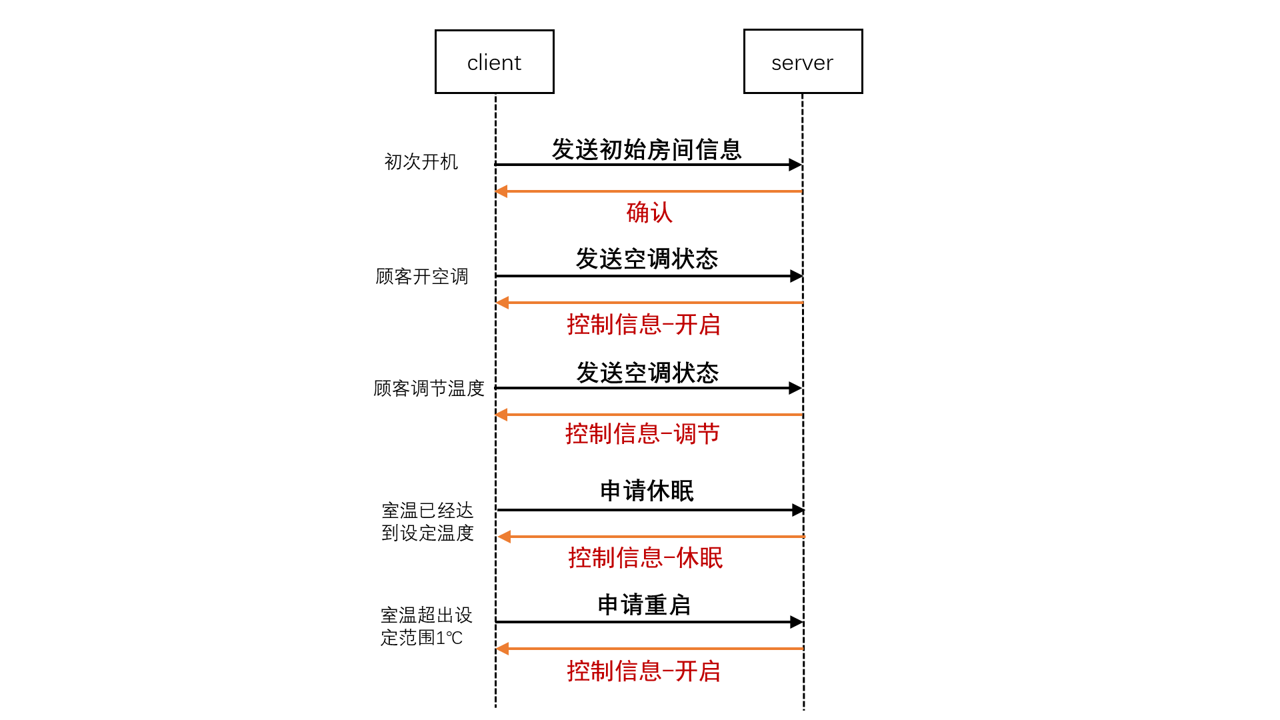 client
server
初次开机
发送初始房间信息
确认
顾客开空调
发送空调状态
控制信息-开启
顾客调节温度
发送空调状态
控制信息-调节
室温已经达
到设定温度
申请休眠
控制信息-休眠
室温超出设
定范围1℃
申请重启
控制信息-开启